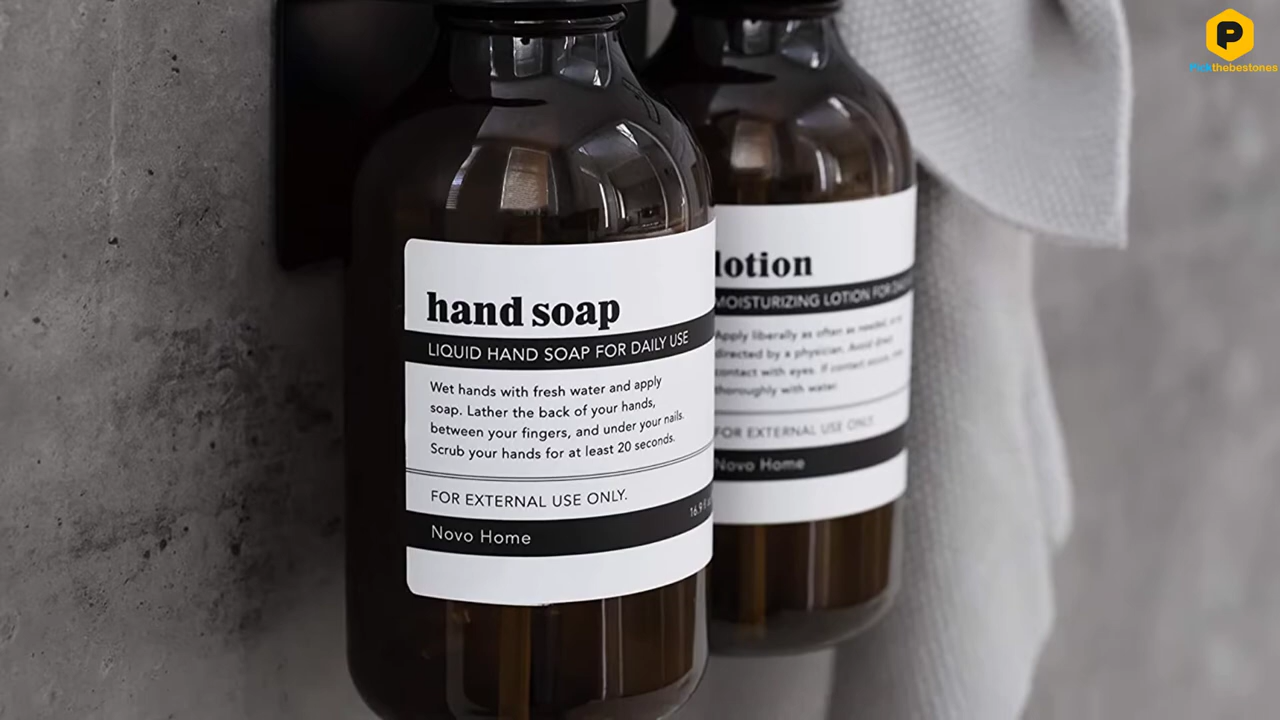 hand soap
LIQUID HAND SOAP FOR DAILY USE
Wet hands with fresh water and apply
soap. Lather the back of your hands,
between your fingers, and under your nails.
Scrub your hands for at least 20 seconds.
FOR EXTERNAL USE ONLY.
16.9 fl
Novo Home
lotion
MOISTURIZING LOTION FOR
Apply liberally as often as needed,
directed by a physician. Avoid direct
contact with eyes. If contact occurs,
thoroughly with water.
FOR EXTERNAL USE ONLY.
Novo Home
P
Pickthebestones